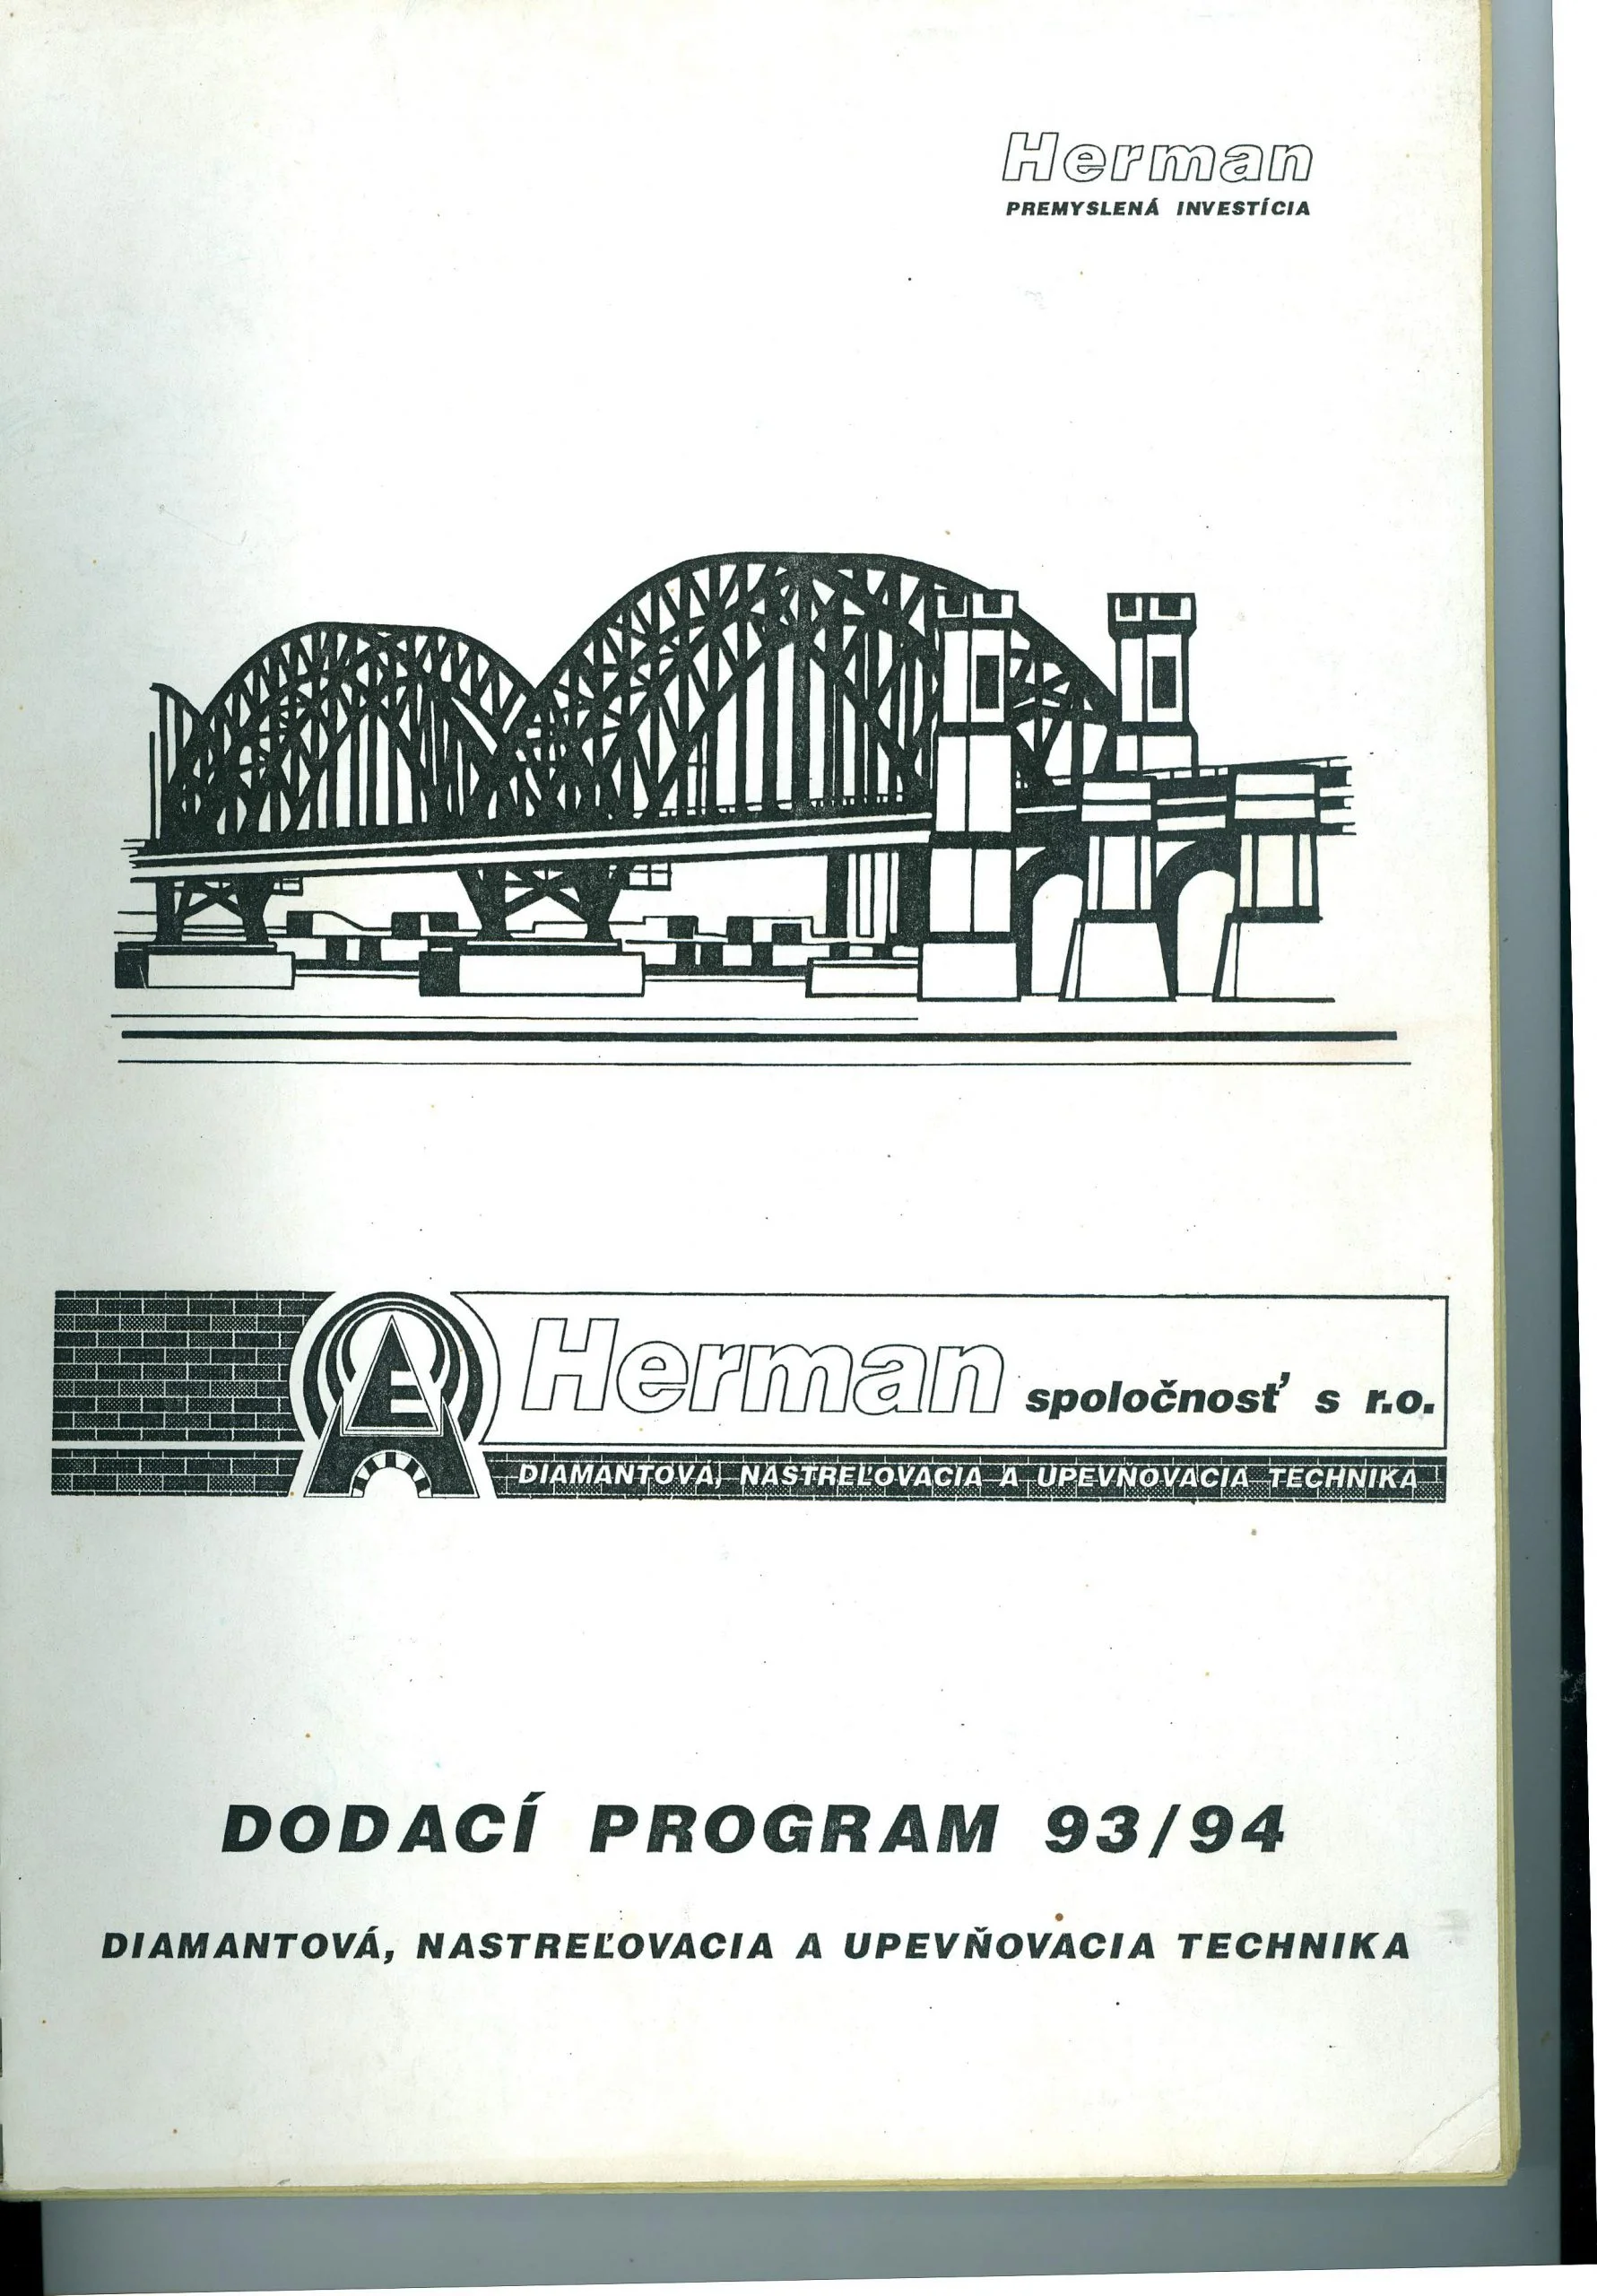 Herman
PREMYSLENÁ INVESTÍCIA
Herman spoločnosť s r.o.
DIAMANTOVÁ, NASTREĽOVACIA A UPEVŇOVACIA TECHNIKA
DODACÍ PROGRAM 93/94
DIAMANTOVÁ, NASTREĽOVACIA A UPEVŇOVACIA TECHNIKA